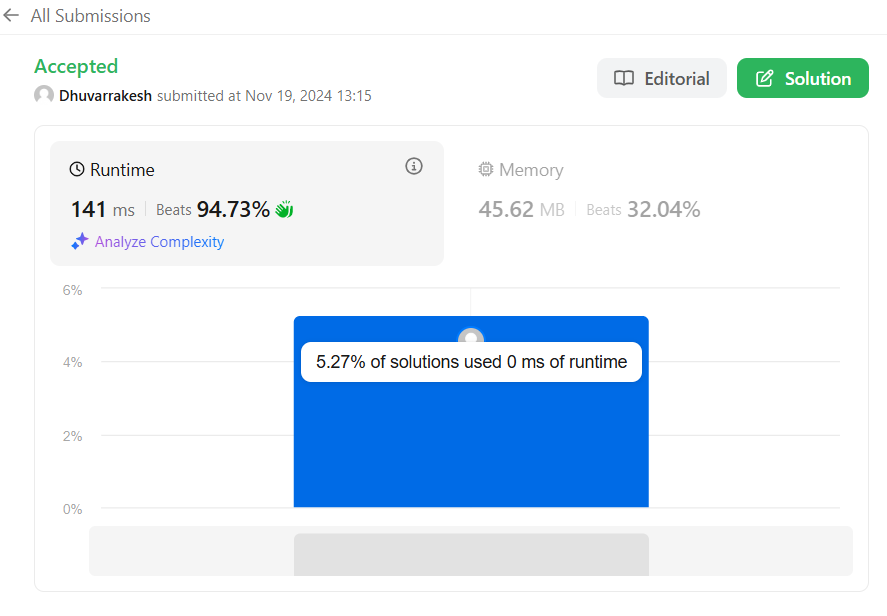 All Submissions
Accepted
Dhuvarrakesh submitted at Nov 19, 2024 13:15
Editorial
Solution
Runtime
141 ms Beats 94.73%
Analyze Complexity
Memory
45.62 MB Beats 32.04%
6%
4%
2%
0%
5.27% of solutions used 0 ms of runtime